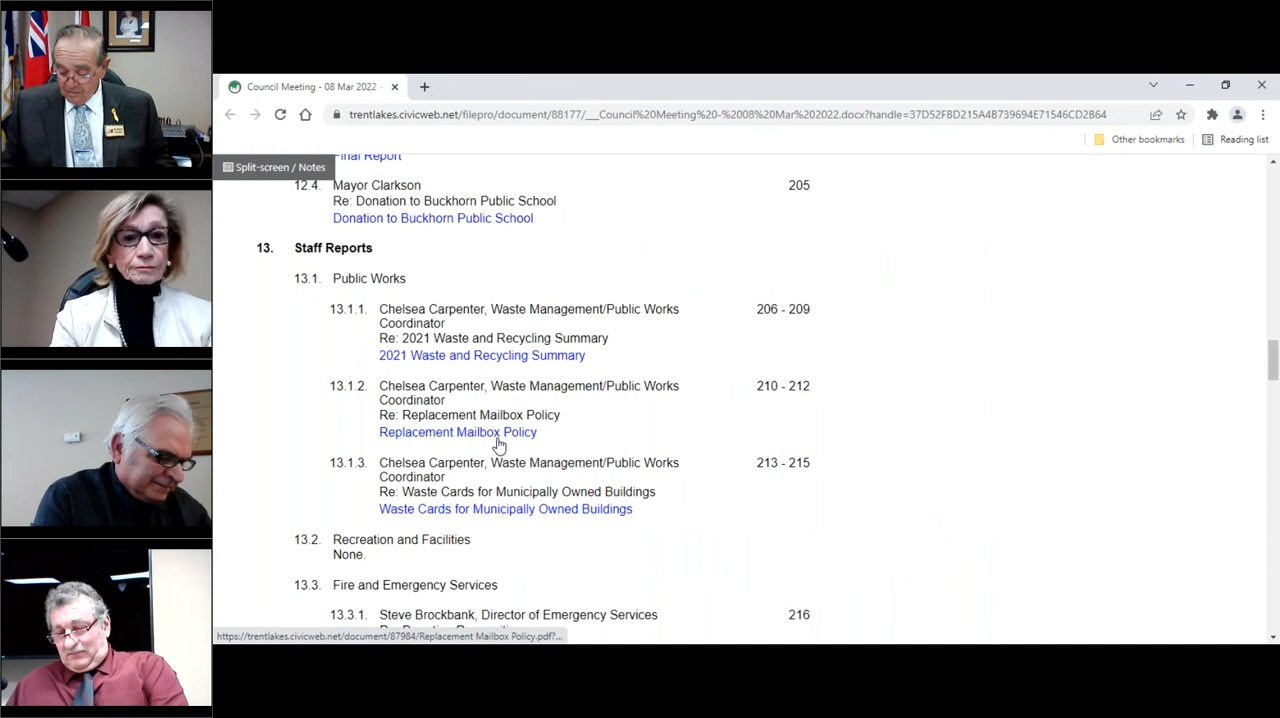 Council Meeting - 08 Mar 2022 -
trentlakes.civicweb.net/filepro/document/88177/__Council%20Meeting%20-%2008%20Mar%202022.docx?handle=37D52FBD215A4B739694E71546CD2B64
Other bookmarks
Reading list
Split-screen / Notes
Final Report
12.4. Mayor Clarkson 205
Re: Donation to Buckhorn Public School
Donation to Buckhorn Public School
13. Staff Reports
13.1. Public Works
13.1.1. Chelsea Carpenter, Waste Management/Public Works 206 - 209
Coordinator
Re: 2021 Waste and Recycling Summary
2021 Waste and Recycling Summary
13.1.2. Chelsea Carpenter, Waste Management/Public Works 210 - 212
Coordinator
Re: Replacement Mailbox Policy
Replacement Mailbox Policy
13.1.3. Chelsea Carpenter, Waste Management/Public Works 213 - 215
Coordinator
Re: Waste Cards for Municipally Owned Buildings
Waste Cards for Municipally Owned Buildings
13.2. Recreation and Facilities
None.
13.3. Fire and Emergency Services
13.3.1. Steve Brockbank, Director of Emergency Services 216
https://trentlakes.civicweb.net/document/87984/Replacement Mailbox Policy.pdf?...